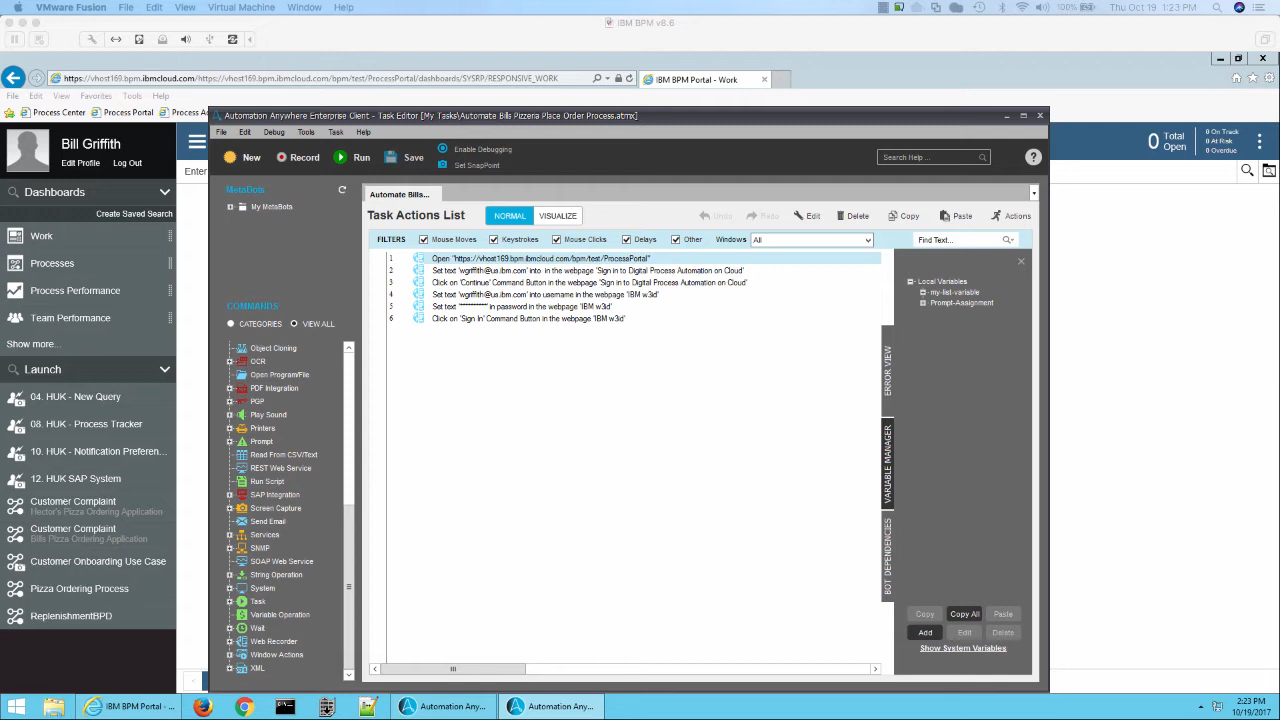 VMware Fusion File Edit View Virtual Machine Window Help 100% Thu Oct 19 1:23 PM
IBM BPM v8.6
https://vhost169.bpm.ibmcloud.com/https://vhost169.bpm.ibmcloud.com/bpm/test/ProcessPortal/dashboards/SYSRP/RESPONSIVE_WORK
IBM BPM Portal - Work
File Edit View Favorites Tools Help
Process Center Process Portal Process A
Automation Anywhere Enterprise Client - Task Editor [My Tasks\Automate Bills Pizzeria Place Order Process.atmx]
File Edit Debug Tools Task Help
Bill Griffith
Edit Profile Log Out
0 Total Open
0 On Track
0 At Risk
0 Overdue
Enter
New Record Run Save
Enable Debugging
Set SnapPoint
Search Help ...
Dashboards
Create Saved Search
Work
Processes
Process Performance
Team Performance
Show more...
Launch
04. HUK - New Query
08. HUK - Process Tracker
10. HUK - Notification Preferen...
12. HUK SAP System
Customer Complaint
Hector's Pizza Ordering Application
Customer Complaint
Bills Pizza Ordering Application
Customer Onboarding Use Case
Pizza Ordering Process
ReplenishmentBPD
MetaBots
My MetaBots
COMMANDS
CATEGORIES VIEW ALL
Object Cloning
OCR
Open Program/File
PDF Integration
PGP
Play Sound
Printers
Prompt
Read From CSV/Text
REST Web Service
Run Script
SAP Integration
Screen Capture
Send Email
Services
SNMP
SOAP Web Service
String Operation
System
Task
Variable Operation
Wait
Web Recorder
Window Actions
XML
Automate Bills...
Task Actions List
NORMAL VISUALIZE
Undo Redo Edit Delete Copy Paste Actions
FILTERS Mouse Moves Keystrokes Mouse Clicks Delays Other Windows All Find Text...
1 Open "https://vhost169.bpm.ibmcloud.com/bpm/test/ProcessPortal"
2 Set text 'wgriffith@us.ibm.com' into in the webpage 'Sign in to Digital Process Automation on Cloud'
3 Click on 'Continue' Command Button in the webpage 'Sign in to Digital Process Automation on Cloud'
4 Set text 'wgriffith@us.ibm.com' into username in the webpage 'IBM w3id'
5 Set text '***********' in password in the webpage 'IBM w3id'
6 Click on 'Sign In' Command Button in the webpage 'IBM w3id'
ERROR VIEW
VARIABLE MANAGER
BOT DEPENDENCIES
Local Variables
my-list-variable
Prompt-Assignment
Copy Copy All Paste
Add Edit Delete
Show System Variables
IBM BPM Portal - ...
Automation Any...
Automation Any...
2:23 PM
10/19/2017